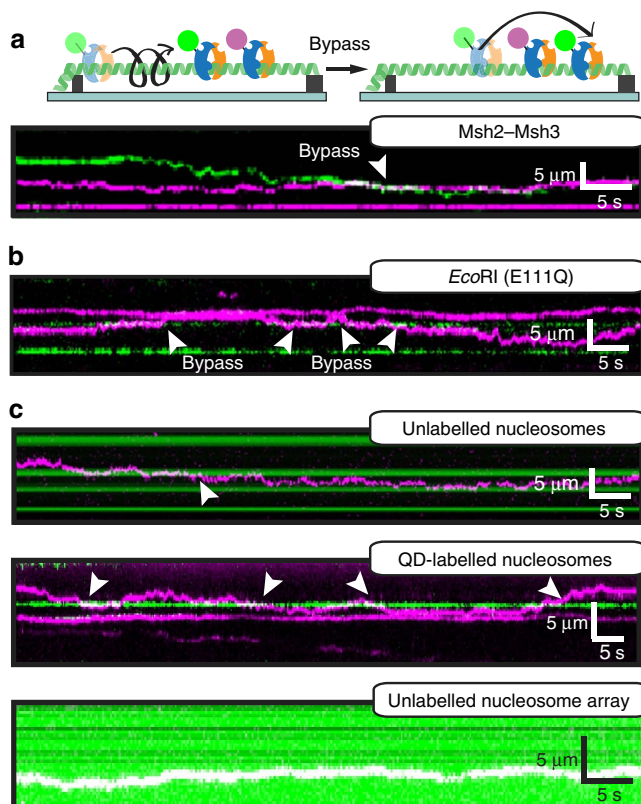 a
Bypass
Msh2–Msh3
Bypass
5 μm
5 s
b
EcoRI (E111Q)
5 μm
5 s
Bypass
Bypass
c
Unlabelled nucleosomes
5 μm
5 s
QD-labelled nucleosomes
5 μm
5 s
Unlabelled nucleosome array
5 μm
5 s